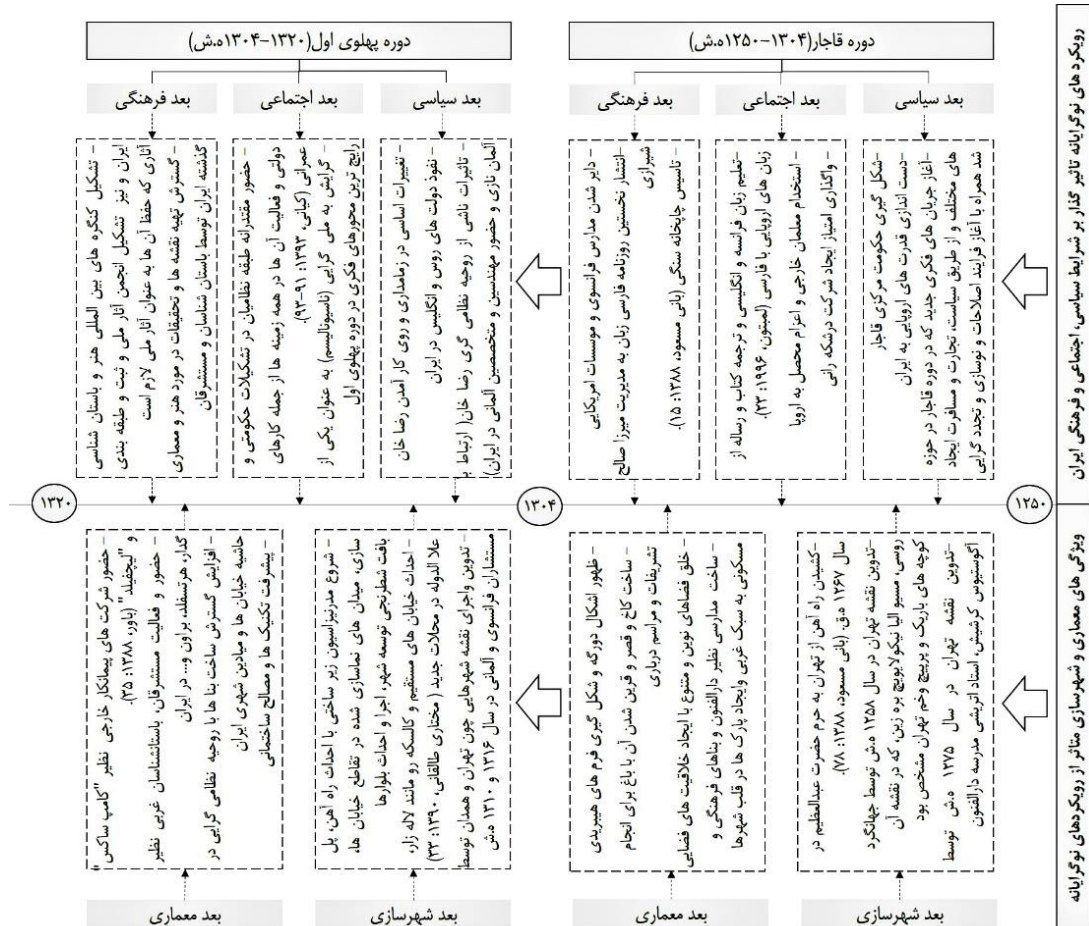 رویکرد های نوگرایانه تاثیر گذار بر شرایط سیاسی، اجتماعی و فرهنگی ایران
دوره قاجار(۱۳۰۴-۱۲۵۰ه.ش)
بعد سیاسی
-شکل گیری حکومت مرکزی قاجار
-دست اندازی قدرت های اروپایی به ایران
-آغاز جریان های فکری جدید که در دوره قاجار در حوزه
های مختلف و از طریق سیاست، تجارت و مسافرت ایجاد
شد همراه با آغاز فرایند اصلاحات و نوسازی و تجدد گرایی
بعد اجتماعی
- واگذاری امتیاز ایجاد شرکت درشکه رانی
- استخدام معلمان خارجی و اعزام محصل به اروپا
-تعلیم زبان فرانسه و انگلیسی و ترجمه کتاب و رساله از
زبان های اروپایی با فارسی (لمبتون، ۱۹۹۶: ۲۳).
بعد فرهنگی
- دایر شدن مدارس فرانسوی و موسسات امریکایی
-انتشار نخستین روزنامه فارسی زبان به مدیریت میرزا صالح
شیرازی
- تاسیس چاپخانه سنگی (بانی مسعود، ۱۳۸۸: ۱۵).
دوره پهلوی اول(۱۳۲۰-۱۳۰۴ه.ش)
بعد سیاسی
- تغییرات اساسی در زمامداری و روی کار آمدن رضا خان
- نفوذ دولت های روس و انگلیس در ایران
- تاثیرات ناشی از روحیه نظامی گری رضا خان( ارتباط با
آلمان نازی و حضور مهندسین و متخصصین آلمانی در ایران)
بعد اجتماعی
- حضور مقتدرانه طبقه نظامیان در تشکیلات حکومتی و
دولتی و فعالیت آن ها در همه زمینه ها از جمله کارهای
عمرانی (کیانی، ۱۳۹۳: ۹۱-۹۳).
- گرایش به ملی گرایی (ناسیونالیسم) به عنوان یکی از
رایج ترین محورهای فکری در دوره پهلوی اول
بعد فرهنگی
- تشکیل کنگره های بین المللی هنر و باستان شناسی
ایران و نیز تشکیل انجمن آثار ملی و ثبت و طبقه بندی
آثاری که حفظ آن ها به عنوان آثار ملی لازم است
- گسترش تهیه نقشه ها و تحقیقات در مورد هنر و معماری
گذشته ایران توسط باستان شناسان و مستشرقان
۱۲۵۰
۱۳۰۴
۱۳۲۰
ویژگی های معماری و شهرسازی متاثر از رویکردهای نوگرایانه
بعد شهرسازی
-کشیدن راه آهن از تهران به حرم حضرت عبدالعظیم در
سال ۱۲۶۷ ه.ق. (بانی مسعود، ۱۳۸۸: ۷۸).
-تدوین نقشه تهران در سال ۱۲۵۸ ه.ش توسط جهانگرد
روسی، مسیو الیا نیکولایویچ بره زین، که در نقشه آن
کوچه های باریک و پرپیچ وخم تهران مشخص بود
-تدوین نقشه تهران در سال ۱۲۷۵ ه.ش توسط
آگوستیوس کرشیش، استاد اتریشی مدرسه دارالفنون
بعد معماری
- ظهور اشکال دورگه و شکل گیری فرم های هیبریدی
- ساخت کاخ و قصر و قرین شدن آن با باغ برای انجام
تشریفات و مراسم درباری
- خلق فضاهای نوین و متنوع با ایجاد خلاقیت های فضایی
- ساخت مدارسی نظیر دارالفنون و بناهای فرهنگی و
مسکونی به سبک غربی وایجاد پارک ها در قلب شهرها
بعد شهرسازی
- شروع مدرنیزاسیون زیر ساختی با احداث راه آهن، پل
سازی، میدان های نماسازی شده در تقاطع خیابان ها،
بافت شطرنجی توسعه شهر، اجرا و احداث بلوارها
- احداث خیابان های مستقیم و کالسکه رو مانند لاله زار،
علا الدوله در محلات جدید (مختاری طالقانی، ۱۳۹۰: ۳۳)
- تدوین واجرای نقشه شهرهایی چون تهران و همدان توسط
مستشاران فرانسوی و آلمانی در سال ۱۳۱۶ و ۱۳۱۰ ه.ش
بعد معماری
- حضور شرکت های پیمانکار خارجی نظیر "کامپ ساکس"
و "لیچفیلد" (باور، ۱۳۸۸: ۳۵).
- حضور و فعالیت مستشرقان، باستانشناسان غربی نظیر
گدار، هرتسفلد، براون و... در ایران
- افزایش گسترش ساخت بنا ها با روحیه نظامی گرایی در
حاشیه خیابان ها و میادین شهری ایران
- پیشرفت تکنیک ها و مصالح ساختمانی